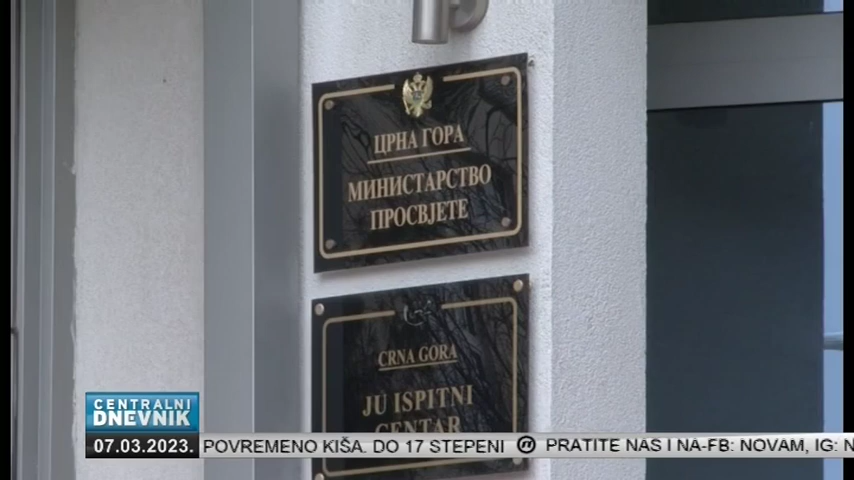 ЦРНА ГОРА
МИНИСТАРСТВО
ПРОСВЈЕТЕ
CRNA GORA
JU ISPITNI
CENTAR
CENTRALNI
DNEVNIK
07.03.2023. POVREMENO KIŠA. DO 17 STEPENI @ PRATITE NAS I NA-FB: NOVAM, IG: N